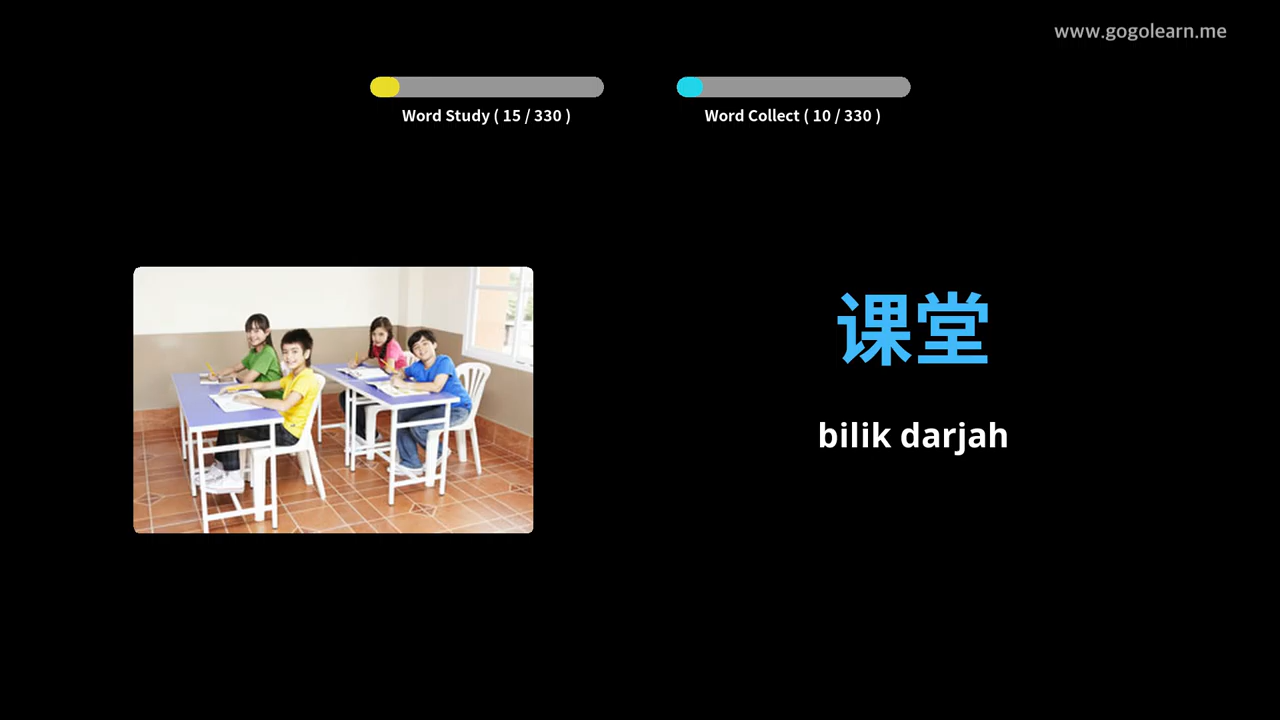 www.gogolearn.me
Word Study ( 15 / 330 )
Word Collect ( 10 / 330 )
课堂
bilik darjah